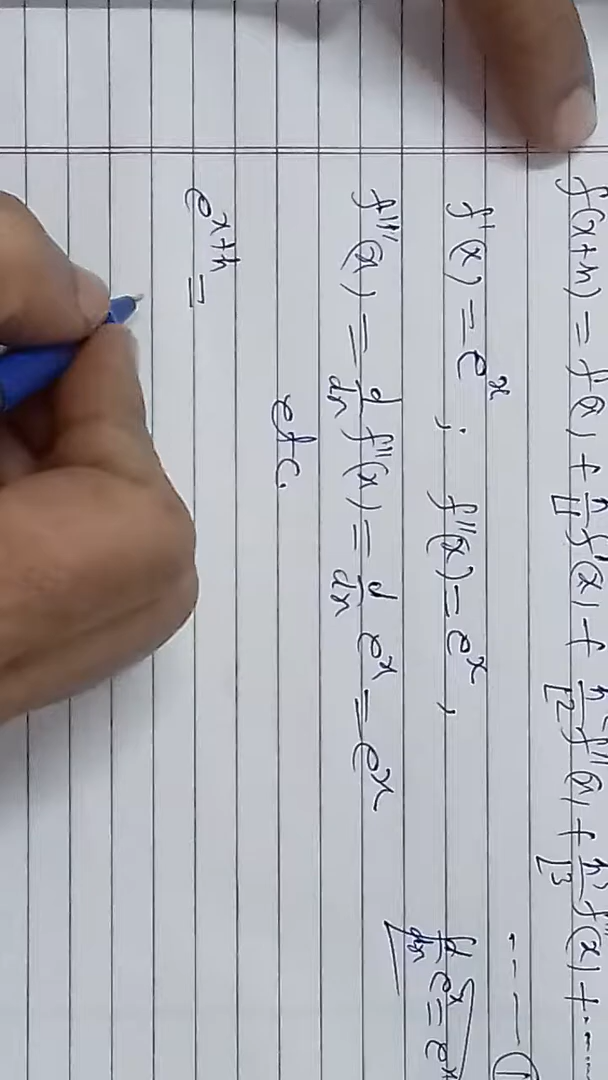 f(x+h) = f(x) + h/⌊1 f'(x) + h²/⌊2 f''(x) + h³/⌊3 f'''(x) + .....
---- (1
f'(x) = e^x ; f''(x) = e^x , d/dx e^x = e^x
f'''(x) = d/dx f''(x) = d/dx e^x = e^x
etc.
e^{x+h} =